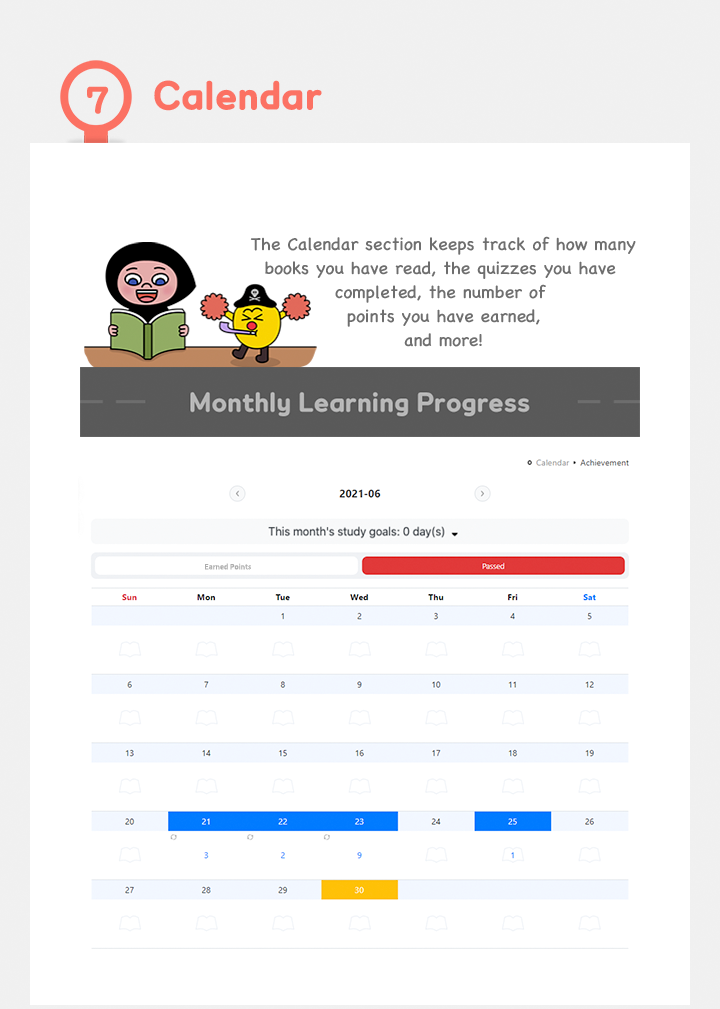 7 Calendar
The Calendar section keeps track of how many
books you have read, the quizzes you have
completed, the number of
points you have earned,
and more!
Monthly Learning Progress
Calendar • Achievement
2021-06
This month's study goals: 0 day(s)
Earned Points Passed
Sun Mon Tue Wed Thu Fri Sat
1 2 3 4 5
6 7 8 9 10 11 12
13 14 15 16 17 18 19
20 21 22 23 24 25 26
3 2 9 1
27 28 29 30